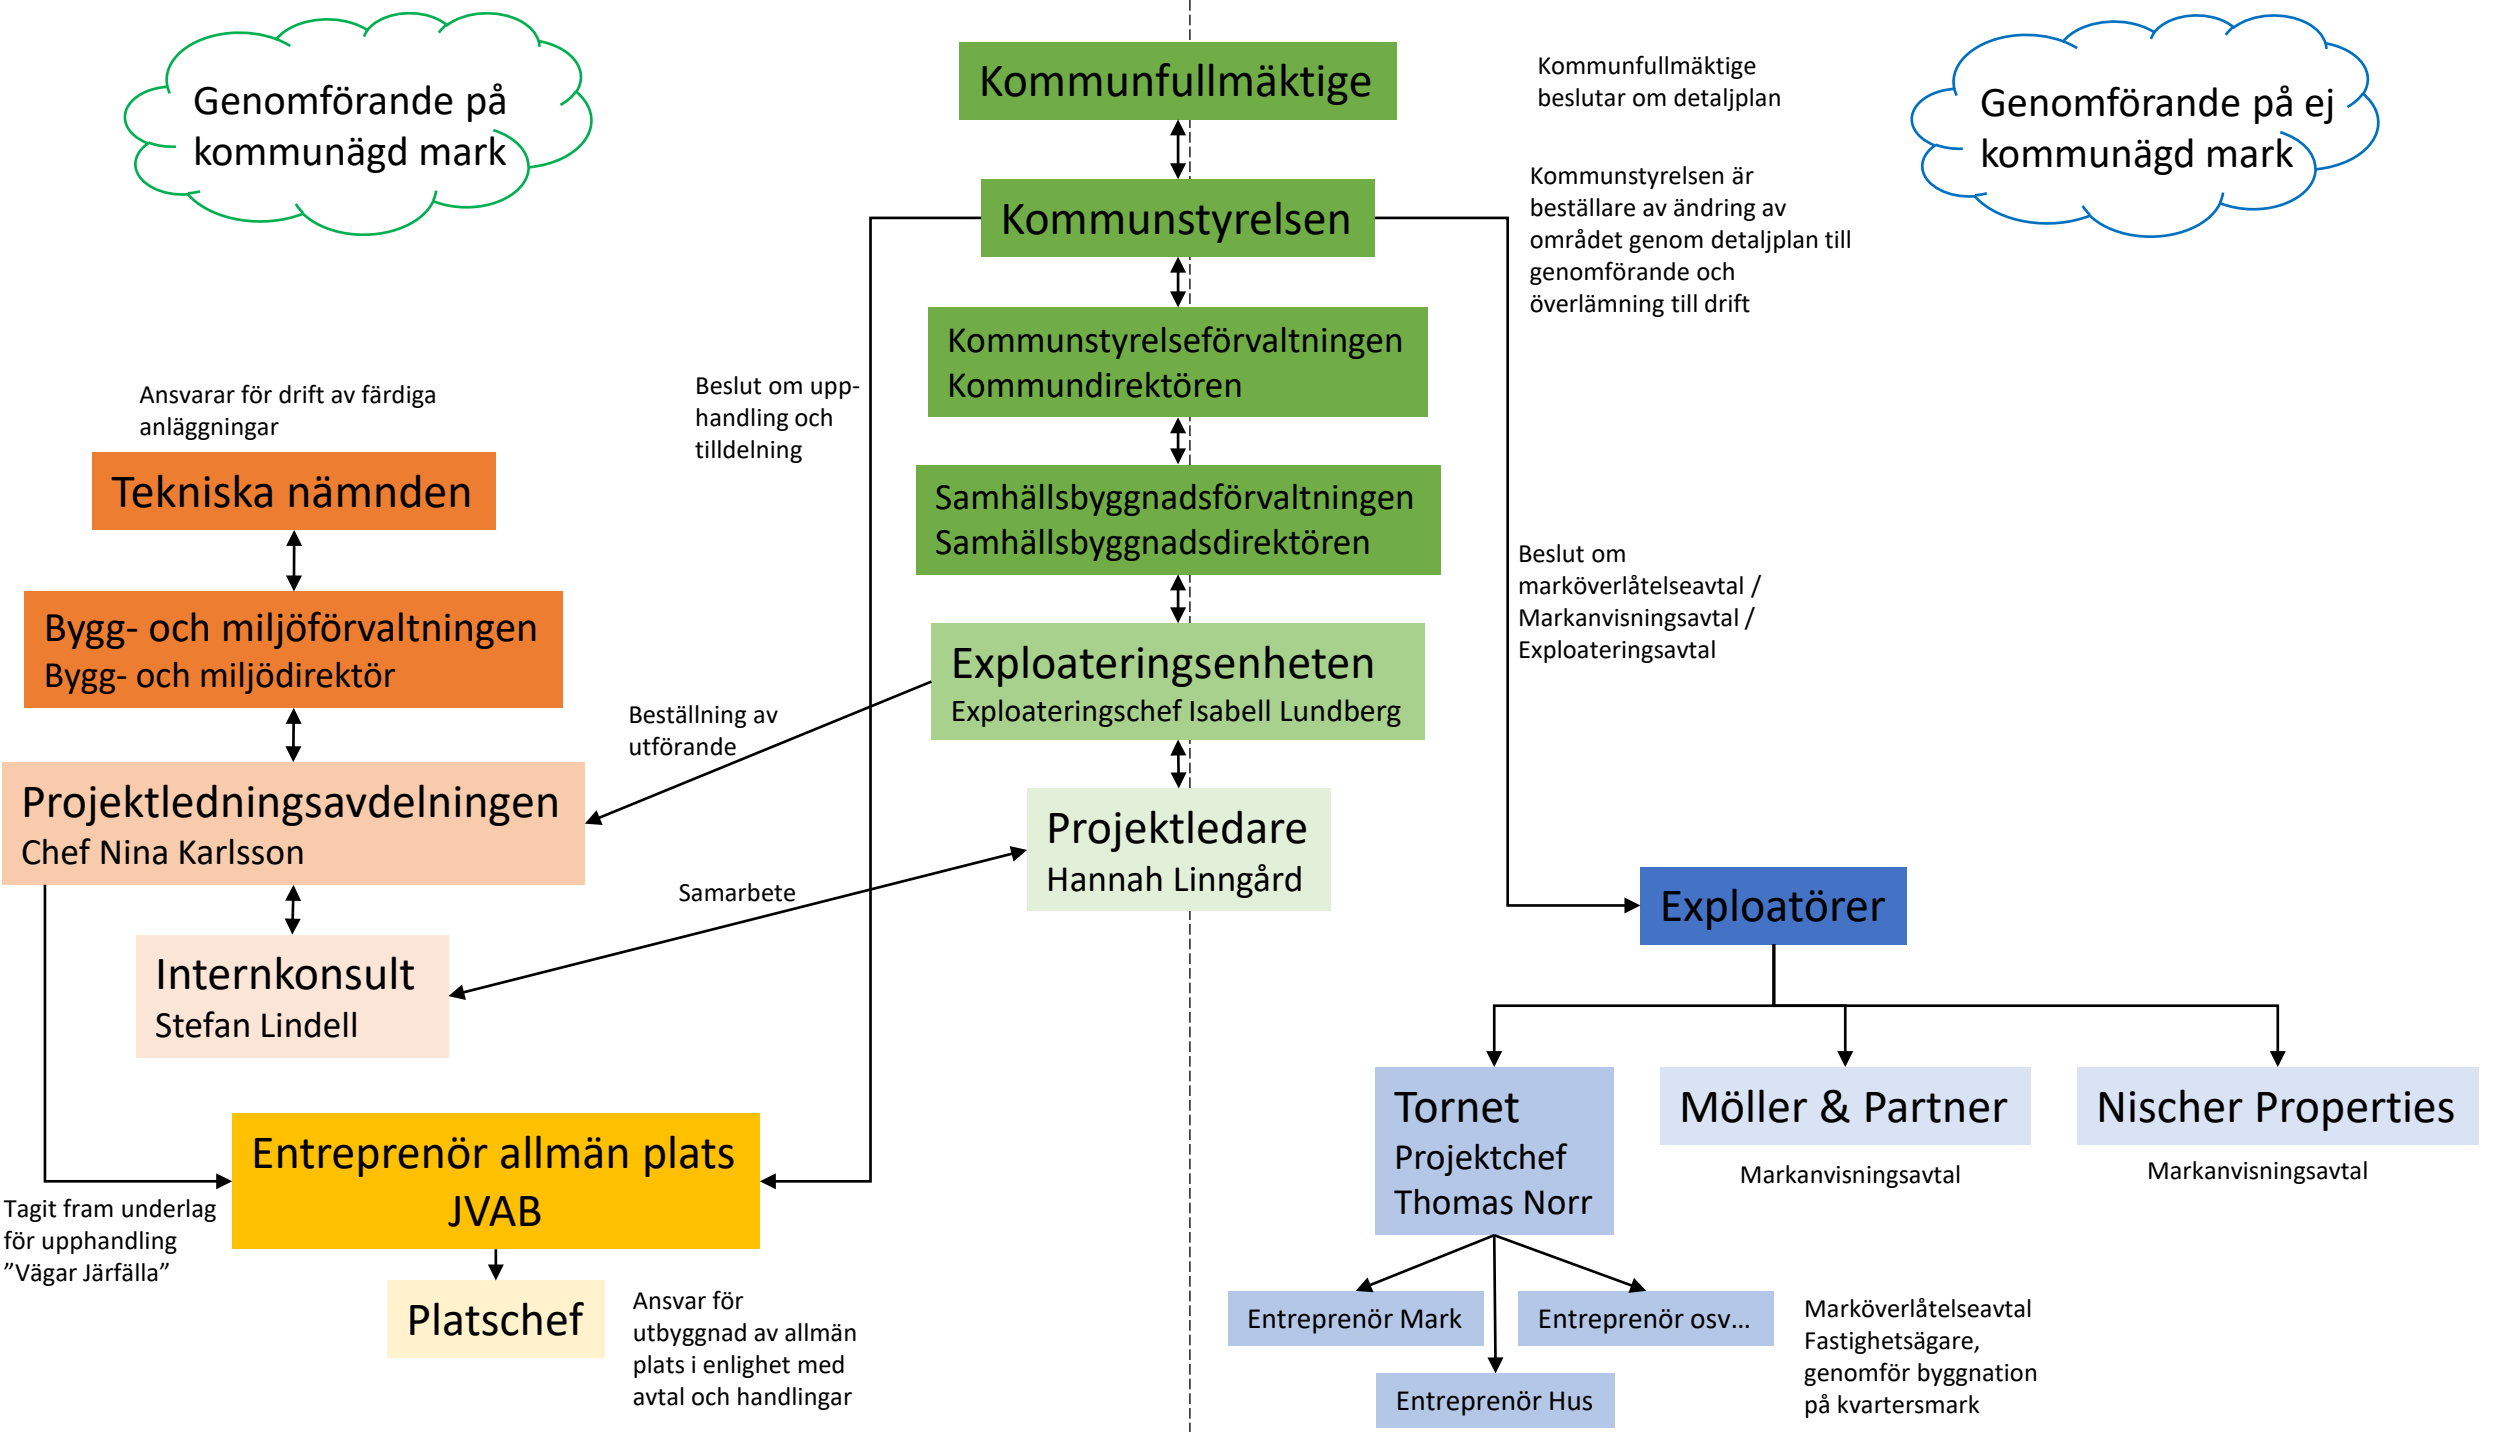 Genomförande på
kommunägd mark
Kommunfullmäktige
Kommunfullmäktige
beslutar om detaljplan
Genomförande på ej
kommunägd mark
Kommunstyrelsen
Kommunstyrelsen är
beställare av ändring av
området genom detaljplan till
genomförande och
överlämning till drift
Kommunstyrelseförvaltningen
Kommundirektören
Ansvarar för drift av färdiga
anläggningar
Beslut om upp-
handling och
tilldelning
Tekniska nämnden
Samhällsbyggnadsförvaltningen
Samhällsbyggnadsdirektören
Beslut om
marköverlåtelseavtal /
Markanvisningsavtal /
Exploateringsavtal
Bygg- och miljöförvaltningen
Bygg- och miljödirektör
Exploateringsenheten
Exploateringschef Isabell Lundberg
Beställning av
utförande
Projektledningsavdelningen
Chef Nina Karlsson
Projektledare
Hannah Linngård
Samarbete
Exploatörer
Internkonsult
Stefan Lindell
Tornet
Projektchef
Thomas Norr
Möller & Partner
Markanvisningsavtal
Nischer Properties
Markanvisningsavtal
Entreprenör allmän plats
JVAB
Tagit fram underlag
för upphandling
”Vägar Järfälla”
Platschef
Ansvar för
utbyggnad av allmän
plats i enlighet med
avtal och handlingar
Entreprenör Mark
Entreprenör osv…
Entreprenör Hus
Marköverlåtelseavtal
Fastighetsägare,
genomför byggnation
på kvartersmark